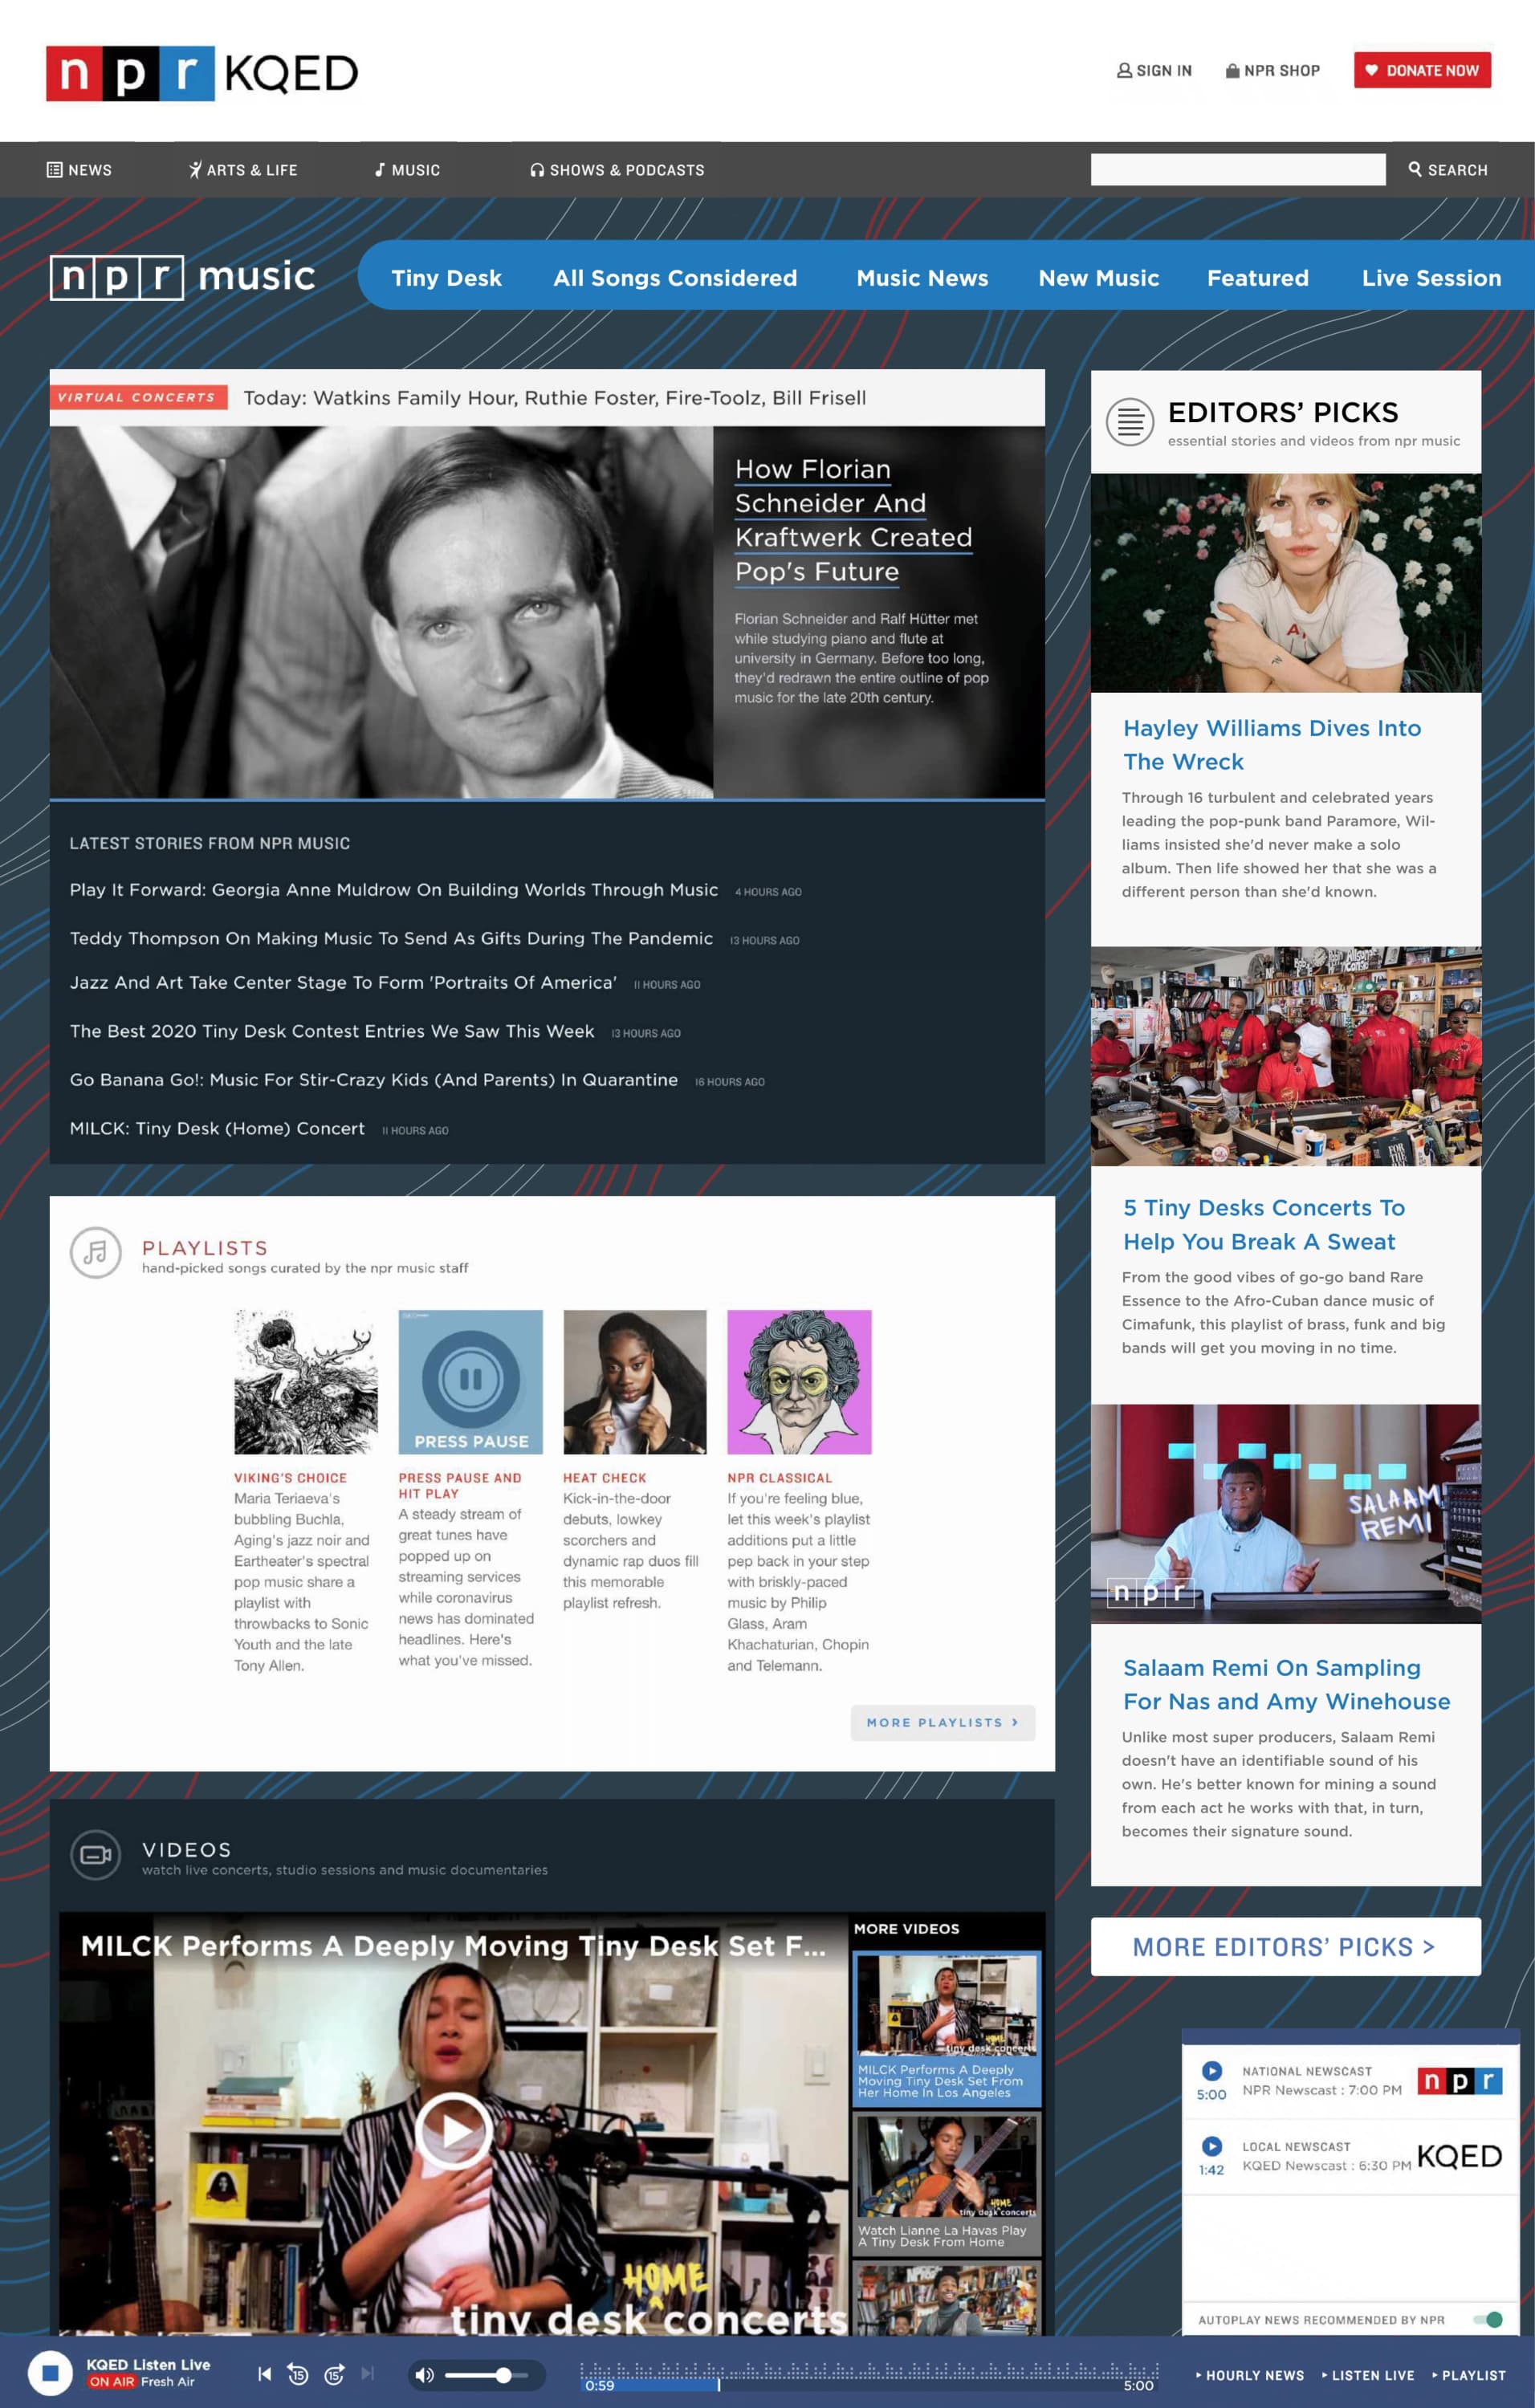 npr KQED
SIGN IN
NPR SHOP
DONATE NOW
NEWS
ARTS & LIFE
MUSIC
SHOWS & PODCASTS
SEARCH
npr music
Tiny Desk
All Songs Considered
Music News
New Music
Featured
Live Session
VIRTUAL CONCERTS
Today: Watkins Family Hour, Ruthie Foster, Fire-Toolz, Bill Frisell
How Florian
Schneider And
Kraftwerk Created
Pop's Future
Florian Schneider and Ralf Hütter met
while studying piano and flute at
university in Germany. Before too long,
they'd redrawn the entire outline of pop
music for the late 20th century.
LATEST STORIES FROM NPR MUSIC
Play It Forward: Georgia Anne Muldrow On Building Worlds Through Music 4 HOURS AGO
Teddy Thompson On Making Music To Send As Gifts During The Pandemic 13 HOURS AGO
Jazz And Art Take Center Stage To Form 'Portraits Of America' 11 HOURS AGO
The Best 2020 Tiny Desk Contest Entries We Saw This Week 13 HOURS AGO
Go Banana Go!: Music For Stir-Crazy Kids (And Parents) In Quarantine 16 HOURS AGO
MILCK: Tiny Desk (Home) Concert 11 HOURS AGO
PLAYLISTS
hand-picked songs curated by the npr music staff
VIKING'S CHOICE
Maria Teriaeva's
bubbling Buchla,
Aging's jazz noir and
Eartheater's spectral
pop music share a
playlist with
throwbacks to Sonic
Youth and the late
Tony Allen.
PRESS PAUSE
PRESS PAUSE AND
HIT PLAY
A steady stream of
great tunes have
popped up on
streaming services
while coronavirus
news has dominated
headlines. Here's
what you've missed.
HEAT CHECK
Kick-in-the-door
debuts, lowkey
scorchers and
dynamic rap duos fill
this memorable
playlist refresh.
NPR CLASSICAL
If you're feeling blue,
let this week's playlist
additions put a little
pep back in your step
with briskly-paced
music by Philip
Glass, Aram
Khachaturian, Chopin
and Telemann.
MORE PLAYLISTS >
VIDEOS
watch live concerts, studio sessions and music documentaries
MILCK Performs A Deeply Moving Tiny Desk Set F...
HOME
tiny desk concerts
MORE VIDEOS
HOME
tiny desk concerts
MILCK Performs A Deeply
Moving Tiny Desk Set From
Her Home In Los Angeles
HOME
tiny desk concerts
Watch Lianne La Havas Play
A Tiny Desk From Home
EDITORS' PICKS
essential stories and videos from npr music
Hayley Williams Dives Into
The Wreck
Through 16 turbulent and celebrated years
leading the pop-punk band Paramore, Wil-
liams insisted she'd never make a solo
album. Then life showed her that she was a
different person than she'd known.
FOR
THE
5 Tiny Desks Concerts To
Help You Break A Sweat
From the good vibes of go-go band Rare
Essence to the Afro-Cuban dance music of
Cimafunk, this playlist of brass, funk and big
bands will get you moving in no time.
SALAAM
REMI
npr
Salaam Remi On Sampling
For Nas and Amy Winehouse
Unlike most super producers, Salaam Remi
doesn't have an identifiable sound of his
own. He's better known for mining a sound
from each act he works with that, in turn,
becomes their signature sound.
MORE EDITORS' PICKS >
5:00
NATIONAL NEWSCAST
NPR Newscast : 7:00 PM
npr
1:42
LOCAL NEWSCAST
KQED Newscast : 6:30 PM
KQED
AUTOPLAY NEWS RECOMMENDED BY NPR
KQED Listen Live
ON AIR Fresh Air
15
15
0:59
5:00
HOURLY NEWS
LISTEN LIVE
PLAYLIST